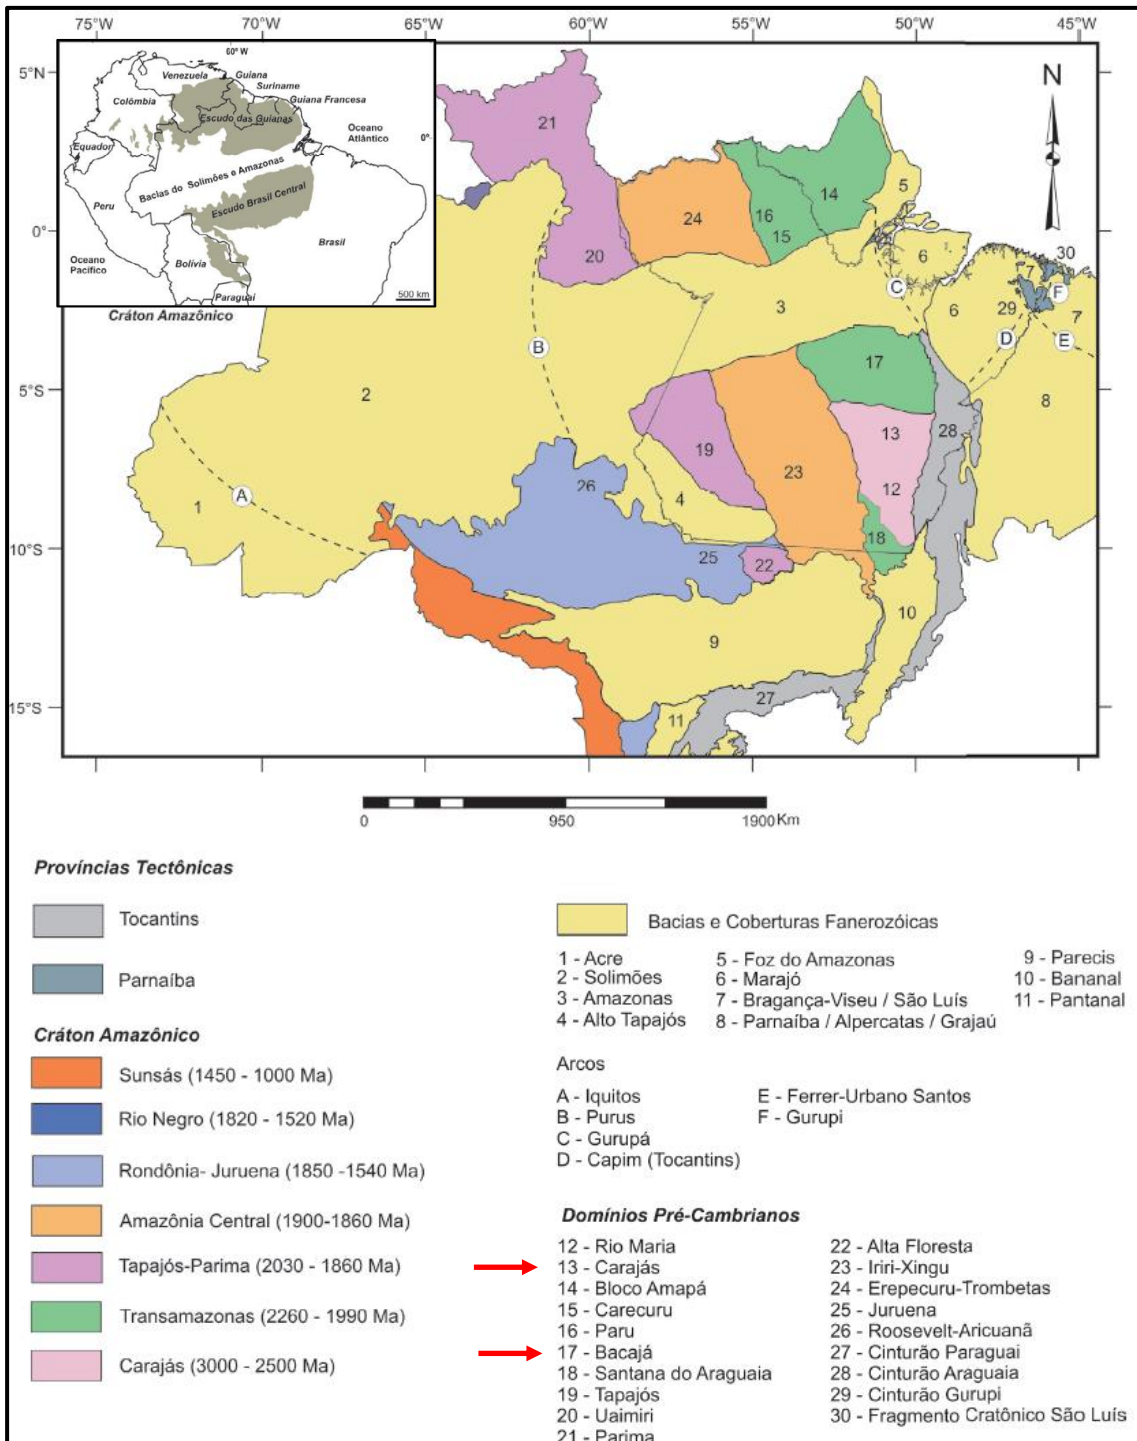 75°W 70°W 65°W 60°W 55°W 50°W 45°W
5°N
0°
5°S
10°S
15°S
60° W
Venezuela
Guiana
Suriname
Guiana Francesa
Colômbia
Escudo das Guianas
Oceano
Atlântico
0°
Equador
Bacias do Solimões e Amazonas
Peru
Escudo Brasil Central
Brasil
Oceano
Pacífico
Bolívia
Paraguai
500 km
Cráton Amazônico
N
21
14
5
16
24
15
6
20
30
7
F
C
3
6
29
7
B
D
E
17
2
8
13
28
19
23
26
12
4
1
A
18
25
22
10
9
27
11
0 950 1900 Km
Províncias Tectônicas
Tocantins
Parnaíba
Cráton Amazônico
Sunsás (1450 - 1000 Ma)
Rio Negro (1820 - 1520 Ma)
Rondônia- Juruena (1850 -1540 Ma)
Amazônia Central (1900-1860 Ma)
Tapajós-Parima (2030 - 1860 Ma)
Transamazonas (2260 - 1990 Ma)
Carajás (3000 - 2500 Ma)
Bacias e Coberturas Fanerozóicas
1 - Acre
2 - Solimões
3 - Amazonas
4 - Alto Tapajós
5 - Foz do Amazonas
6 - Marajó
7 - Bragança-Viseu / São Luís
8 - Parnaíba / Alpercatas / Grajaú
9 - Parecis
10 - Bananal
11 - Pantanal
Arcos
A - Iquitos
B - Purus
C - Gurupá
D - Capim (Tocantins)
E - Ferrer-Urbano Santos
F - Gurupi
Domínios Pré-Cambrianos
12 - Rio Maria
13 - Carajás
14 - Bloco Amapá
15 - Carecuru
16 - Paru
17 - Bacajá
18 - Santana do Araguaia
19 - Tapajós
20 - Uaimiri
21 - Parima
22 - Alta Floresta
23 - Iriri-Xingu
24 - Erepecuru-Trombetas
25 - Juruena
26 - Roosevelt-Aricuanã
27 - Cinturão Paraguai
28 - Cinturão Araguaia
29 - Cinturão Gurupi
30 - Fragmento Cratônico São Luís